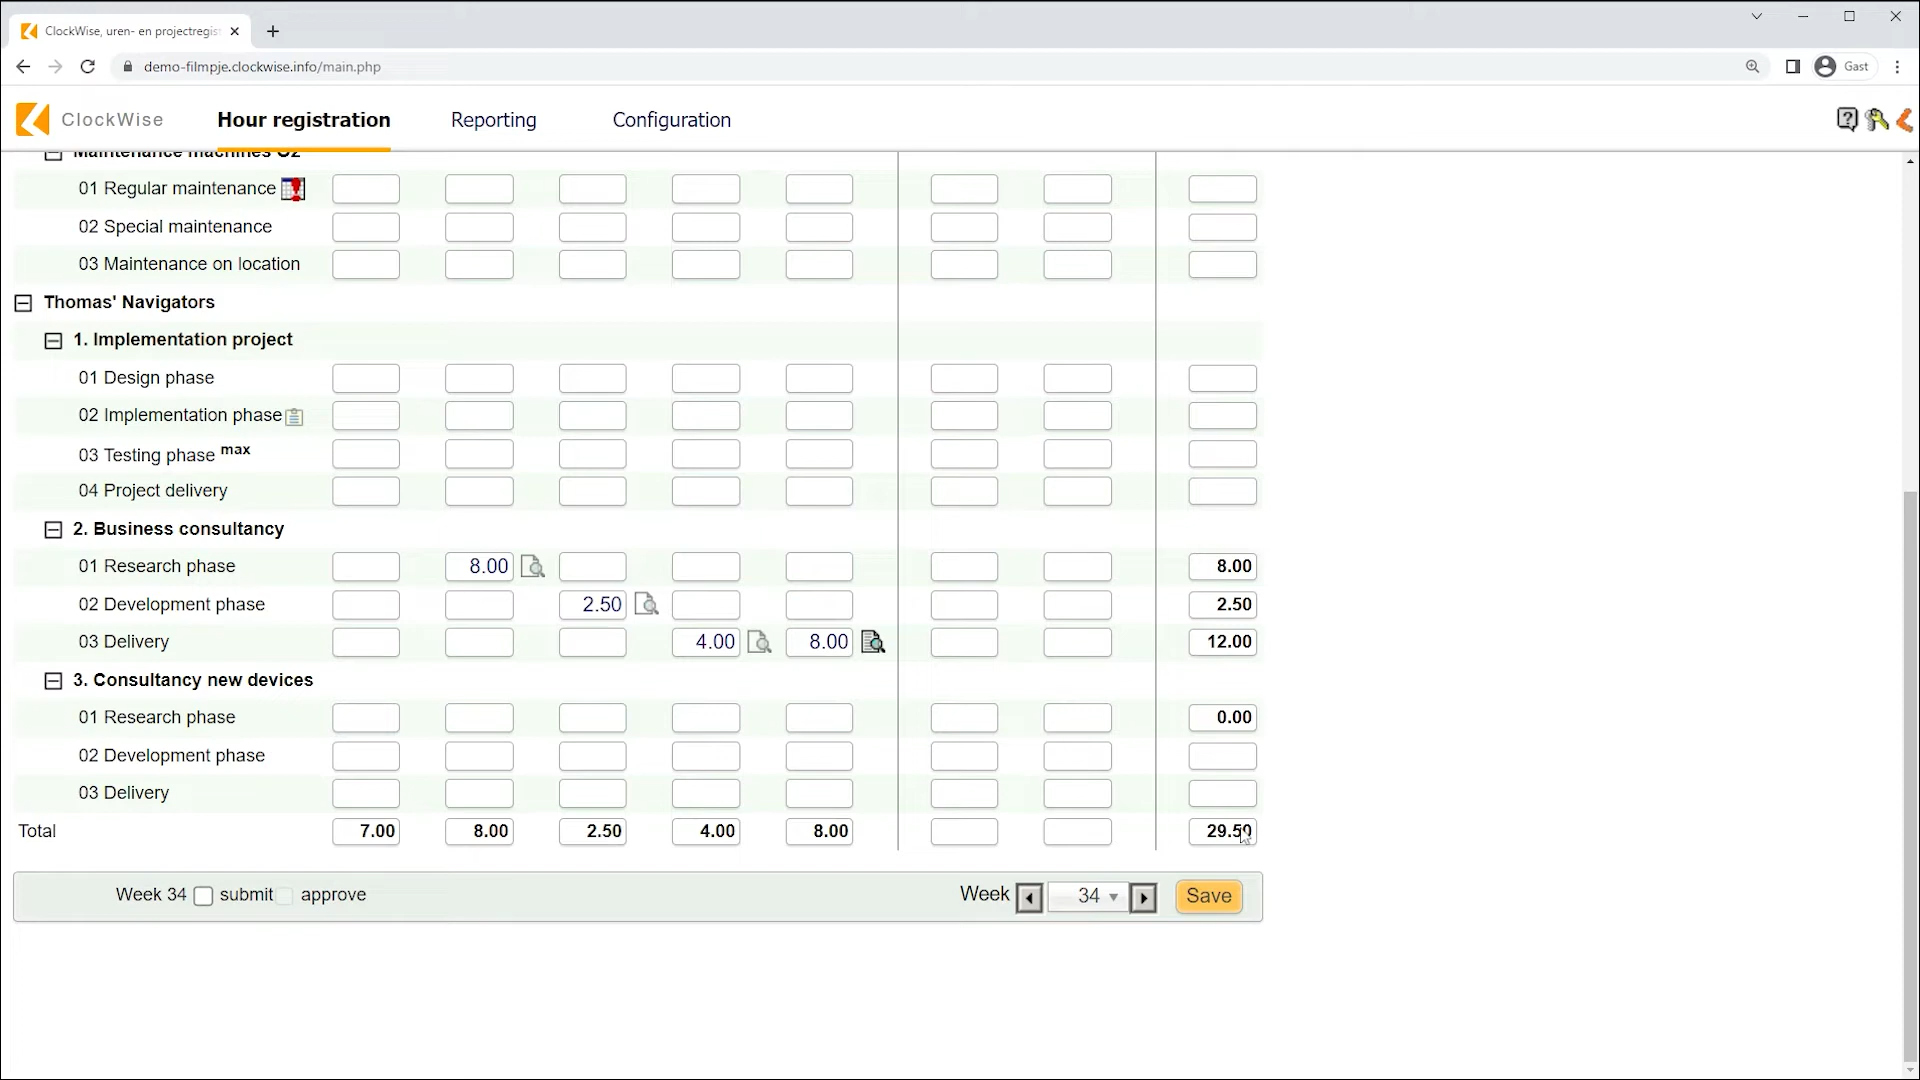 ClockWise, uren- en projectregis
demo-filmpje.clockwise.info/main.php
Gast
ClockWise Hour registration Reporting Configuration
Maintenance machines
01 Regular maintenance
02 Special maintenance
03 Maintenance on location
Thomas' Navigators
1. Implementation project
01 Design phase
02 Implementation phase
03 Testing phase max
04 Project delivery
2. Business consultancy
01 Research phase 8.00 8.00
02 Development phase 2.50 2.50
03 Delivery 4.00 8.00 12.00
3. Consultancy new devices
01 Research phase 0.00
02 Development phase
03 Delivery
Total 7.00 8.00 2.50 4.00 8.00 29.50
Week 34 submit approve Week 34 Save